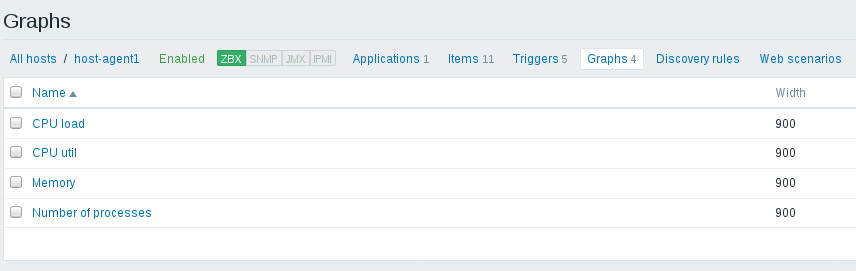 Graphs
All hosts / host-agent1 Enabled ZBX SNMP JMX IPMI Applications 1 Items 11 Triggers 5 Graphs 4 Discovery rules Web scenarios
Name Width
CPU load 900
CPU util 900
Memory 900
Number of processes 900